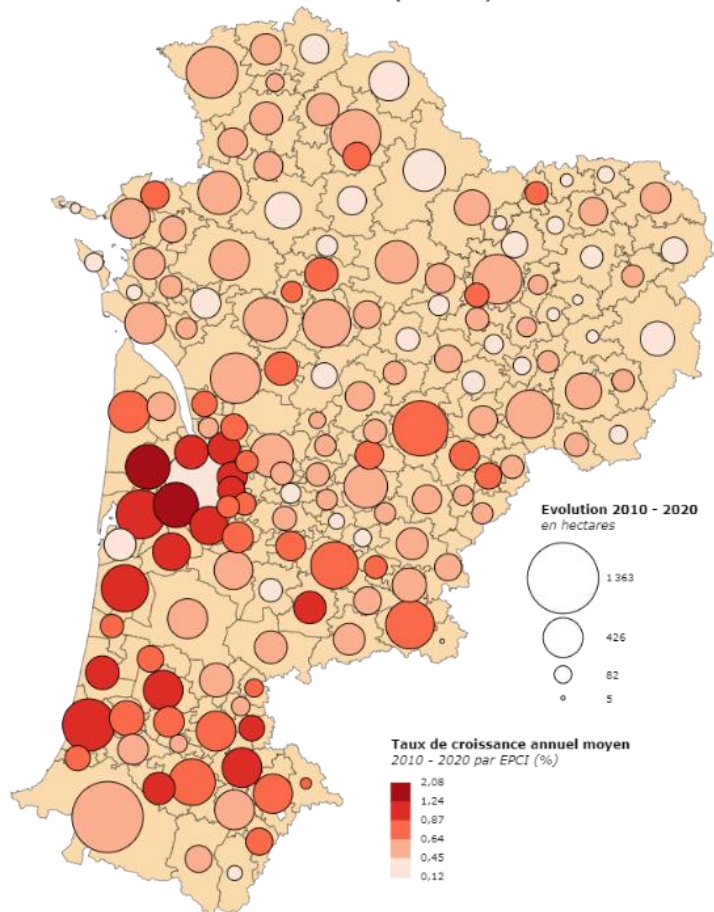 Evolution 2010 - 2020
en hectares
1 363
426
82
5
Taux de croissance annuel moyen
2010 - 2020 par EPCI (%)
2,08
1,24
0,87
0,64
0,45
0,12